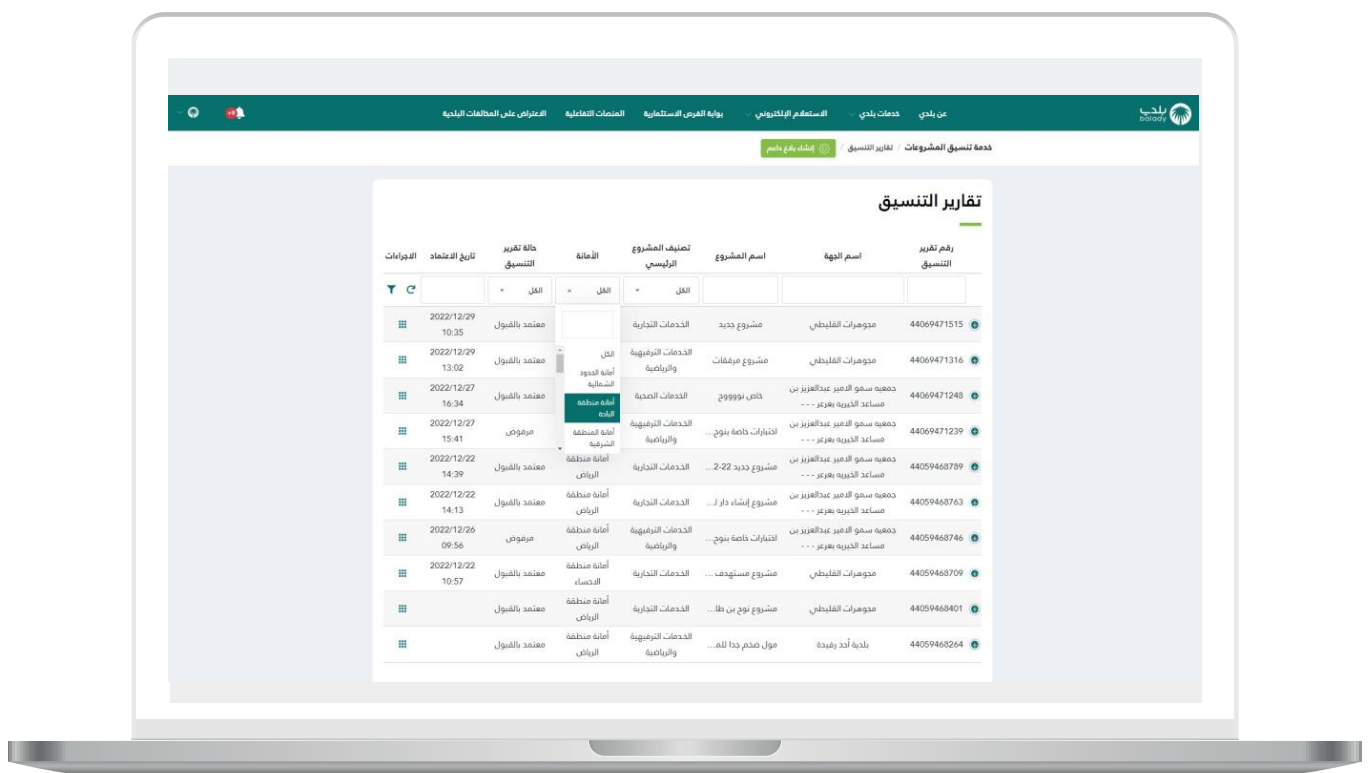 بلدي
balady
عن بلدي
خدمات بلدي
الاستعلام الإلكتروني
بوابة الفرص الاستثمارية
المنصات التفاعلية
الاعتراض على المخالفات البلدية
خدمة تنسيق المشروعات / تقارير التنسيق / إنشاء بلاغ داعم
تقارير التنسيق
رقم تقرير التنسيق
اسم الجهة
اسم المشروع
تصنيف المشروع الرئيسي
الأمانة
حالة تقرير التنسيق
تاريخ الاعتماد
الاجراءات
الكل
الكل
الكل
44069471515 مجوهرات القليطي مشروع جديد الخدمات التجارية معتمد بالقبول 2022/12/29 10:35
44069471316 مجوهرات القليطي مشروع مرفقات الخدمات الترفيهية والرياضية معتمد بالقبول 2022/12/29 13:02
44069471248 جمعيه سمو الامير عبدالعزيز بن مساعد الخيريه بعرعر - - - خاص نووووح الخدمات الصحية معتمد بالقبول 2022/12/27 16:34
44069471239 جمعيه سمو الامير عبدالعزيز بن مساعد الخيريه بعرعر - - - اختبارات خاصة بنوح... الخدمات الترفيهية والرياضية مرفوض 2022/12/27 15:41
الكل
أمانة الحدود الشمالية
أمانة منطقة الباحة
أمانة المنطقة الشرقية
44059468789 جمعيه سمو الامير عبدالعزيز بن مساعد الخيريه بعرعر - - - مشروع جديد 22-2... الخدمات التجارية أمانة منطقة الرياض معتمد بالقبول 2022/12/22 14:39
44059468763 جمعيه سمو الامير عبدالعزيز بن مساعد الخيريه بعرعر - - - مشروع إنشاء دار لـ... الخدمات التجارية أمانة منطقة الرياض معتمد بالقبول 2022/12/22 14:13
44059468746 جمعيه سمو الامير عبدالعزيز بن مساعد الخيريه بعرعر - - - اختبارات خاصة بنوح... الخدمات الترفيهية والرياضية أمانة منطقة الرياض مرفوض 2022/12/26 09:56
44059468709 مجوهرات القليطي مشروع مستهدف ... الخدمات التجارية أمانة منطقة الاحساء معتمد بالقبول 2022/12/22 10:57
44059468401 مجوهرات القليطي مشروع نوح بن طا... الخدمات التجارية أمانة منطقة الرياض معتمد بالقبول
44059468264 بلدية أحد رفيدة مول ضخم جدا للمـ... الخدمات الترفيهية والرياضية أمانة منطقة الرياض معتمد بالقبول